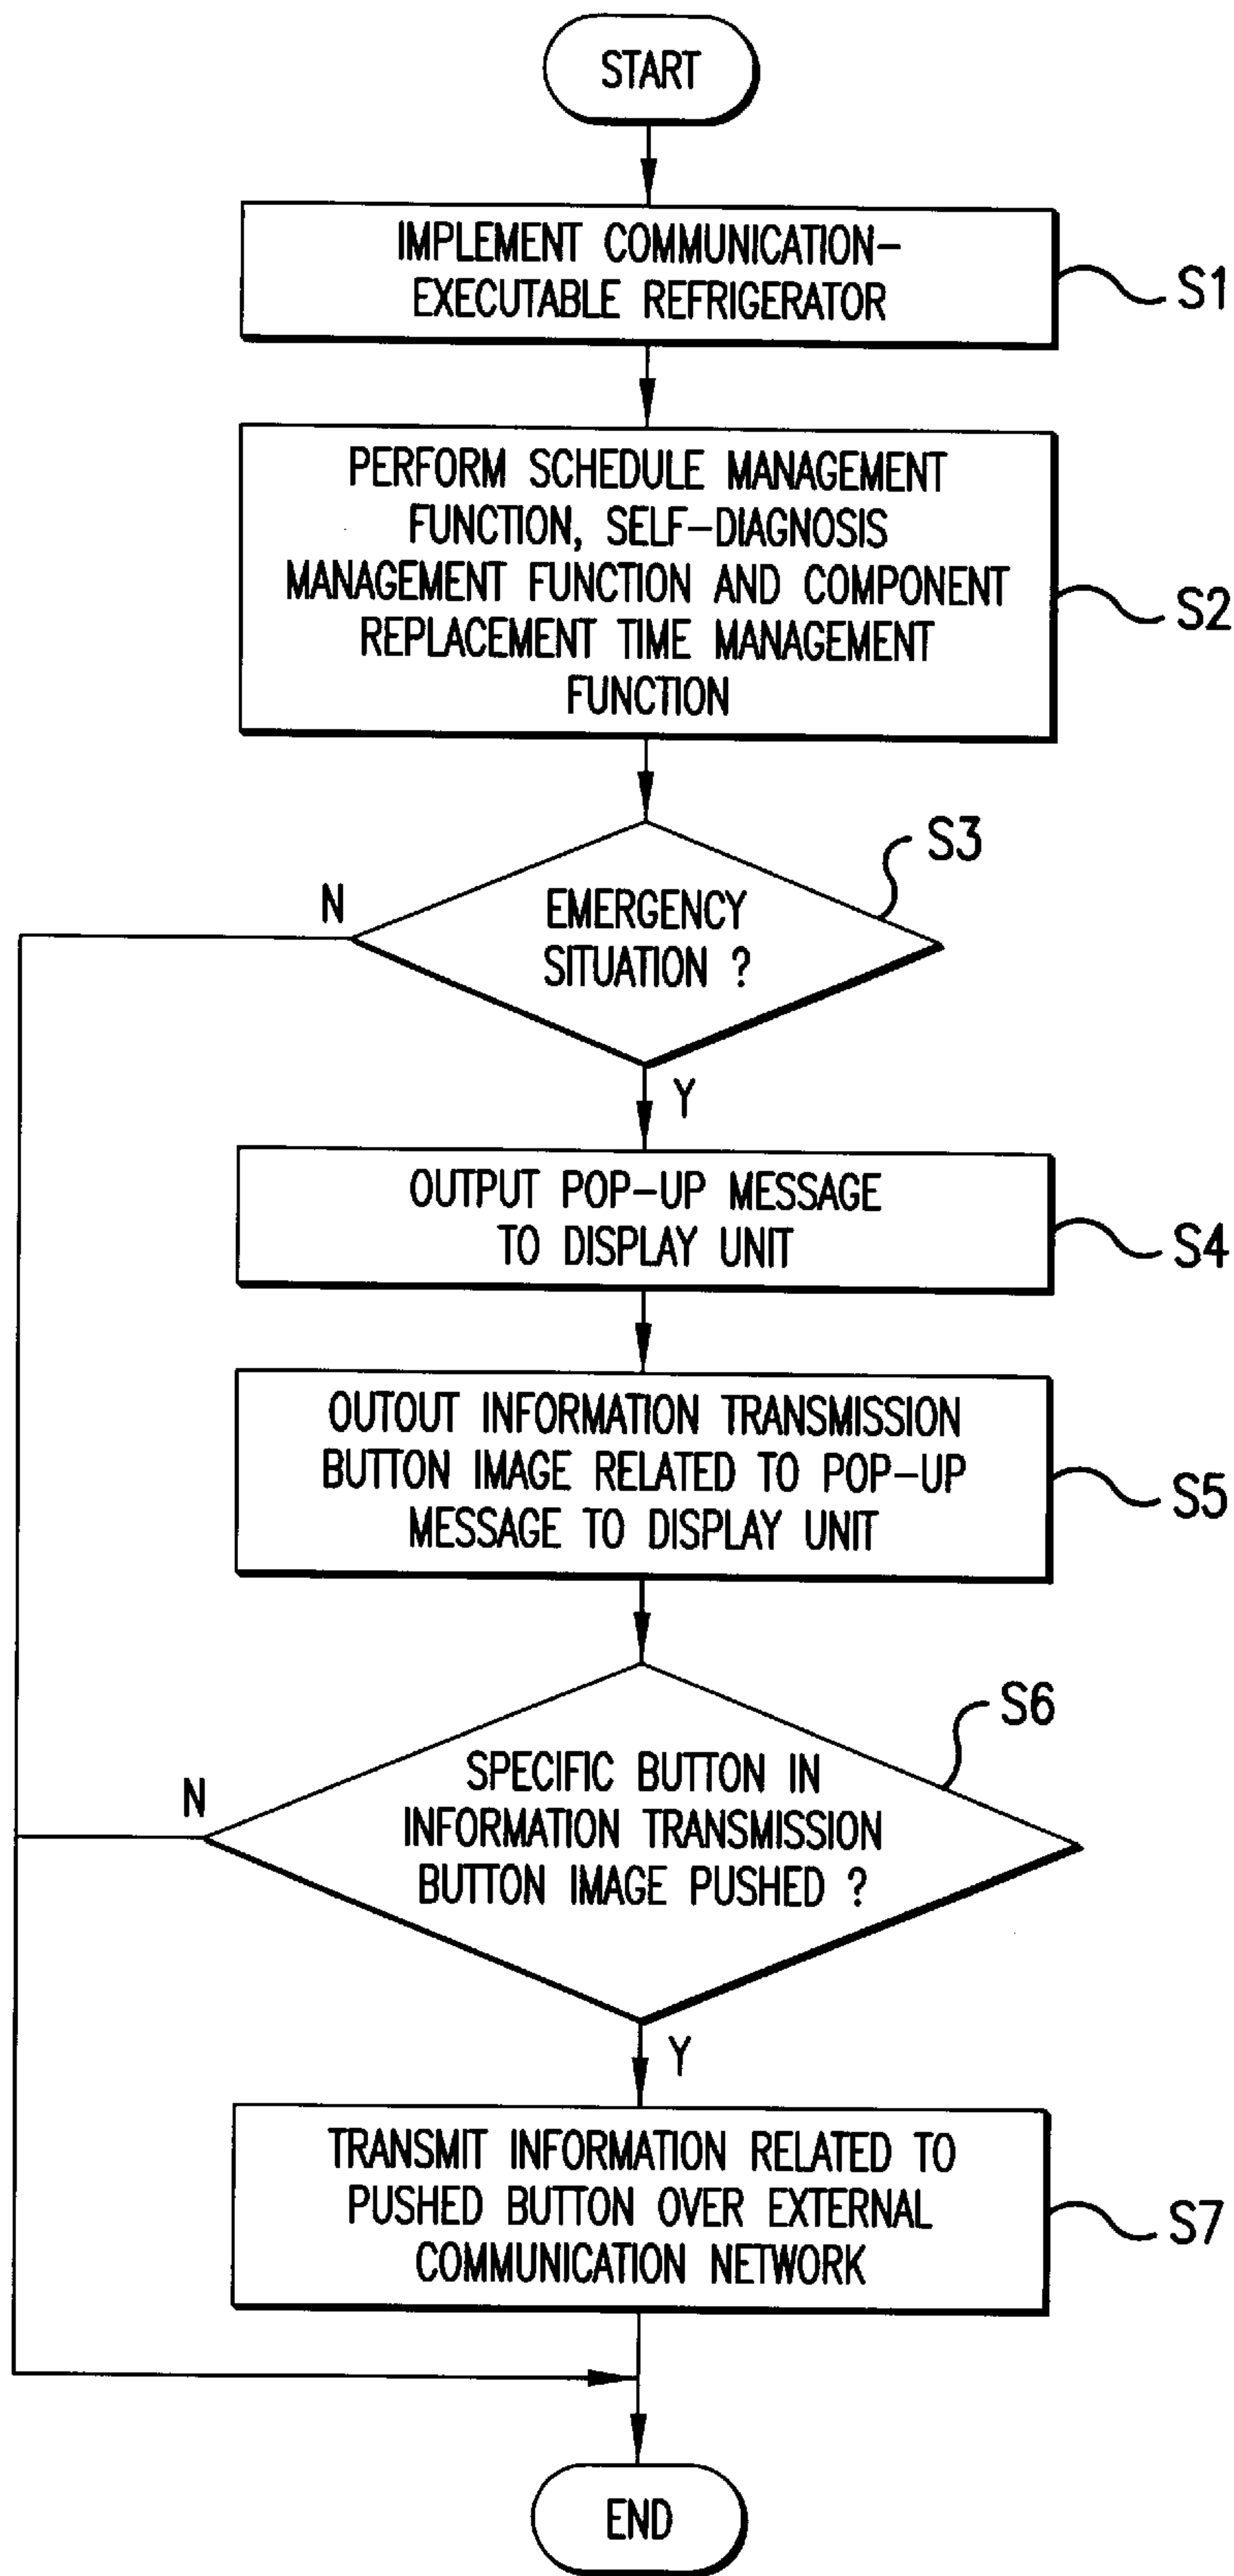 START
IMPLEMENT COMMUNICATION-
EXECUTABLE REFRIGERATOR
S1
PERFORM SCHEDULE MANAGEMENT
FUNCTION, SELF-DIAGNOSIS
MANAGEMENT FUNCTION AND COMPONENT
REPLACEMENT TIME MANAGEMENT
FUNCTION
S2
S3
N
EMERGENCY
SITUATION ?
Y
OUTPUT POP-UP MESSAGE
TO DISPLAY UNIT
S4
OUTOUT INFORMATION TRANSMISSION
BUTTON IMAGE RELATED TO POP-UP
MESSAGE TO DISPLAY UNIT
S5
S6
N
SPECIFIC BUTTON IN
INFORMATION TRANSMISSION
BUTTON IMAGE PUSHED ?
Y
TRANSMIT INFORMATION RELATED TO
PUSHED BUTTON OVER EXTERNAL
COMMUNICATION NETWORK
S7
END